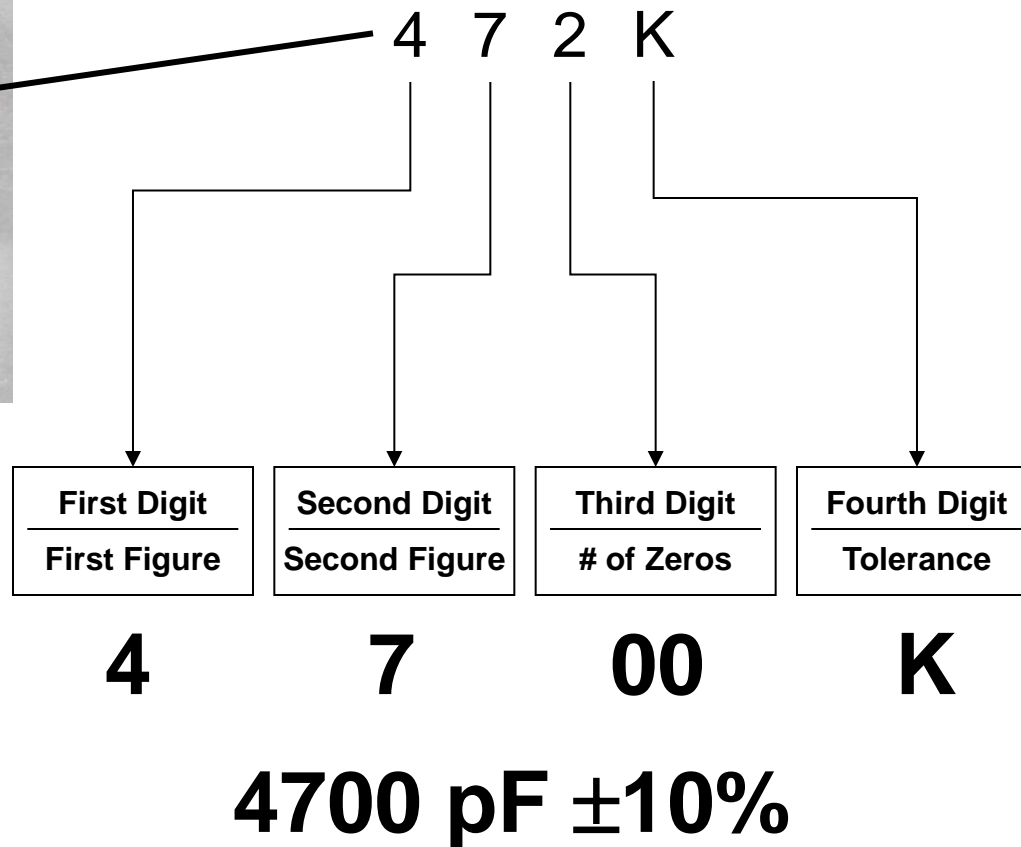 4 7 2 K
First Digit
First Figure
Second Digit
Second Figure
Third Digit
# of Zeros
Fourth Digit
Tolerance
4 7 00 K
4700 pF ±10%